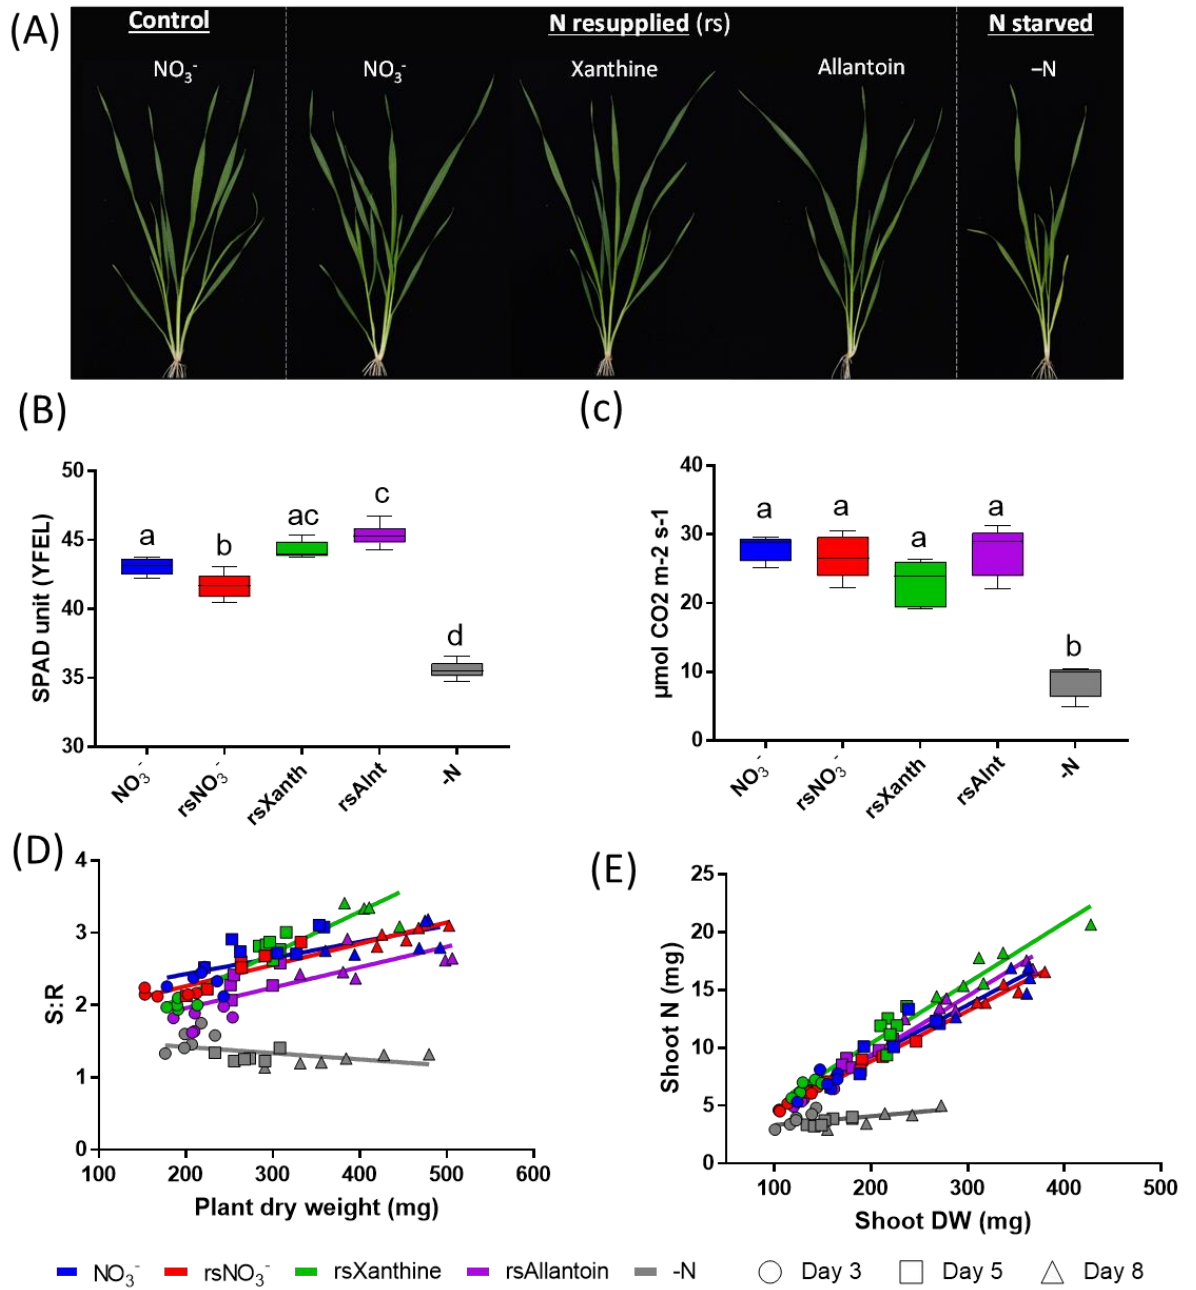 (A)
Control
N resupplied (rs)
N starved
NO₃⁻
NO₃⁻
Xanthine
Allantoin
–N
(B)
SPAD unit (YFEL)
50
45
40
35
30
a
b
ac
c
d
NO₃⁻
rsNO₃⁻
rsXanth
rsAlnt
-N
(c)
µmol CO2 m-2 s-1
40
30
20
10
0
a
a
a
a
b
NO₃⁻
rsNO₃⁻
rsXanth
rsAlnt
-N
(D)
S:R
4
3
2
1
0
100
200
300
400
500
600
Plant dry weight (mg)
(E)
Shoot N (mg)
25
20
15
10
5
0
100
200
300
400
500
Shoot DW (mg)
NO₃⁻
rsNO₃⁻
rsXanthine
rsAllantoin
-N
Day 3
Day 5
Day 8